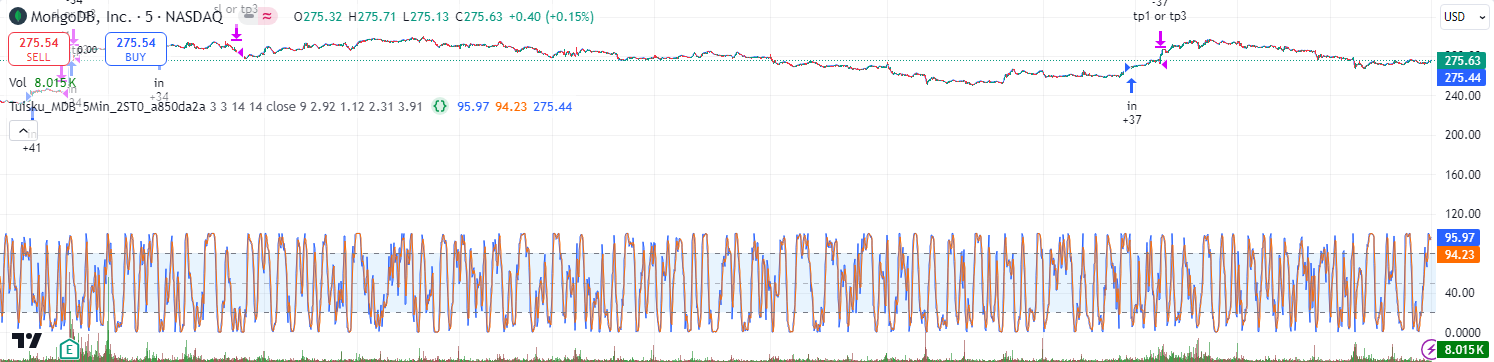 -34
sl or tp3
-37
MongoDB, Inc. · 5 · NASDAQ O275.32 H275.71 L275.13 C275.63 +0.40 (+0.15%)
tp1 or tp3
USD
275.54
SELL
0.00
275.54
BUY
275.63
275.44
Vol 8.015K
in
+34
240.00
Tuisku_MDB_5Min_2ST0_a850da2a 3 3 14 14 close 9 2.92 1.12 2.31 3.91 {} 95.97 94.23 275.44
in
+37
in
+41
200.00
160.00
120.00
95.97
94.23
40.00
0.0000
E
8.015K